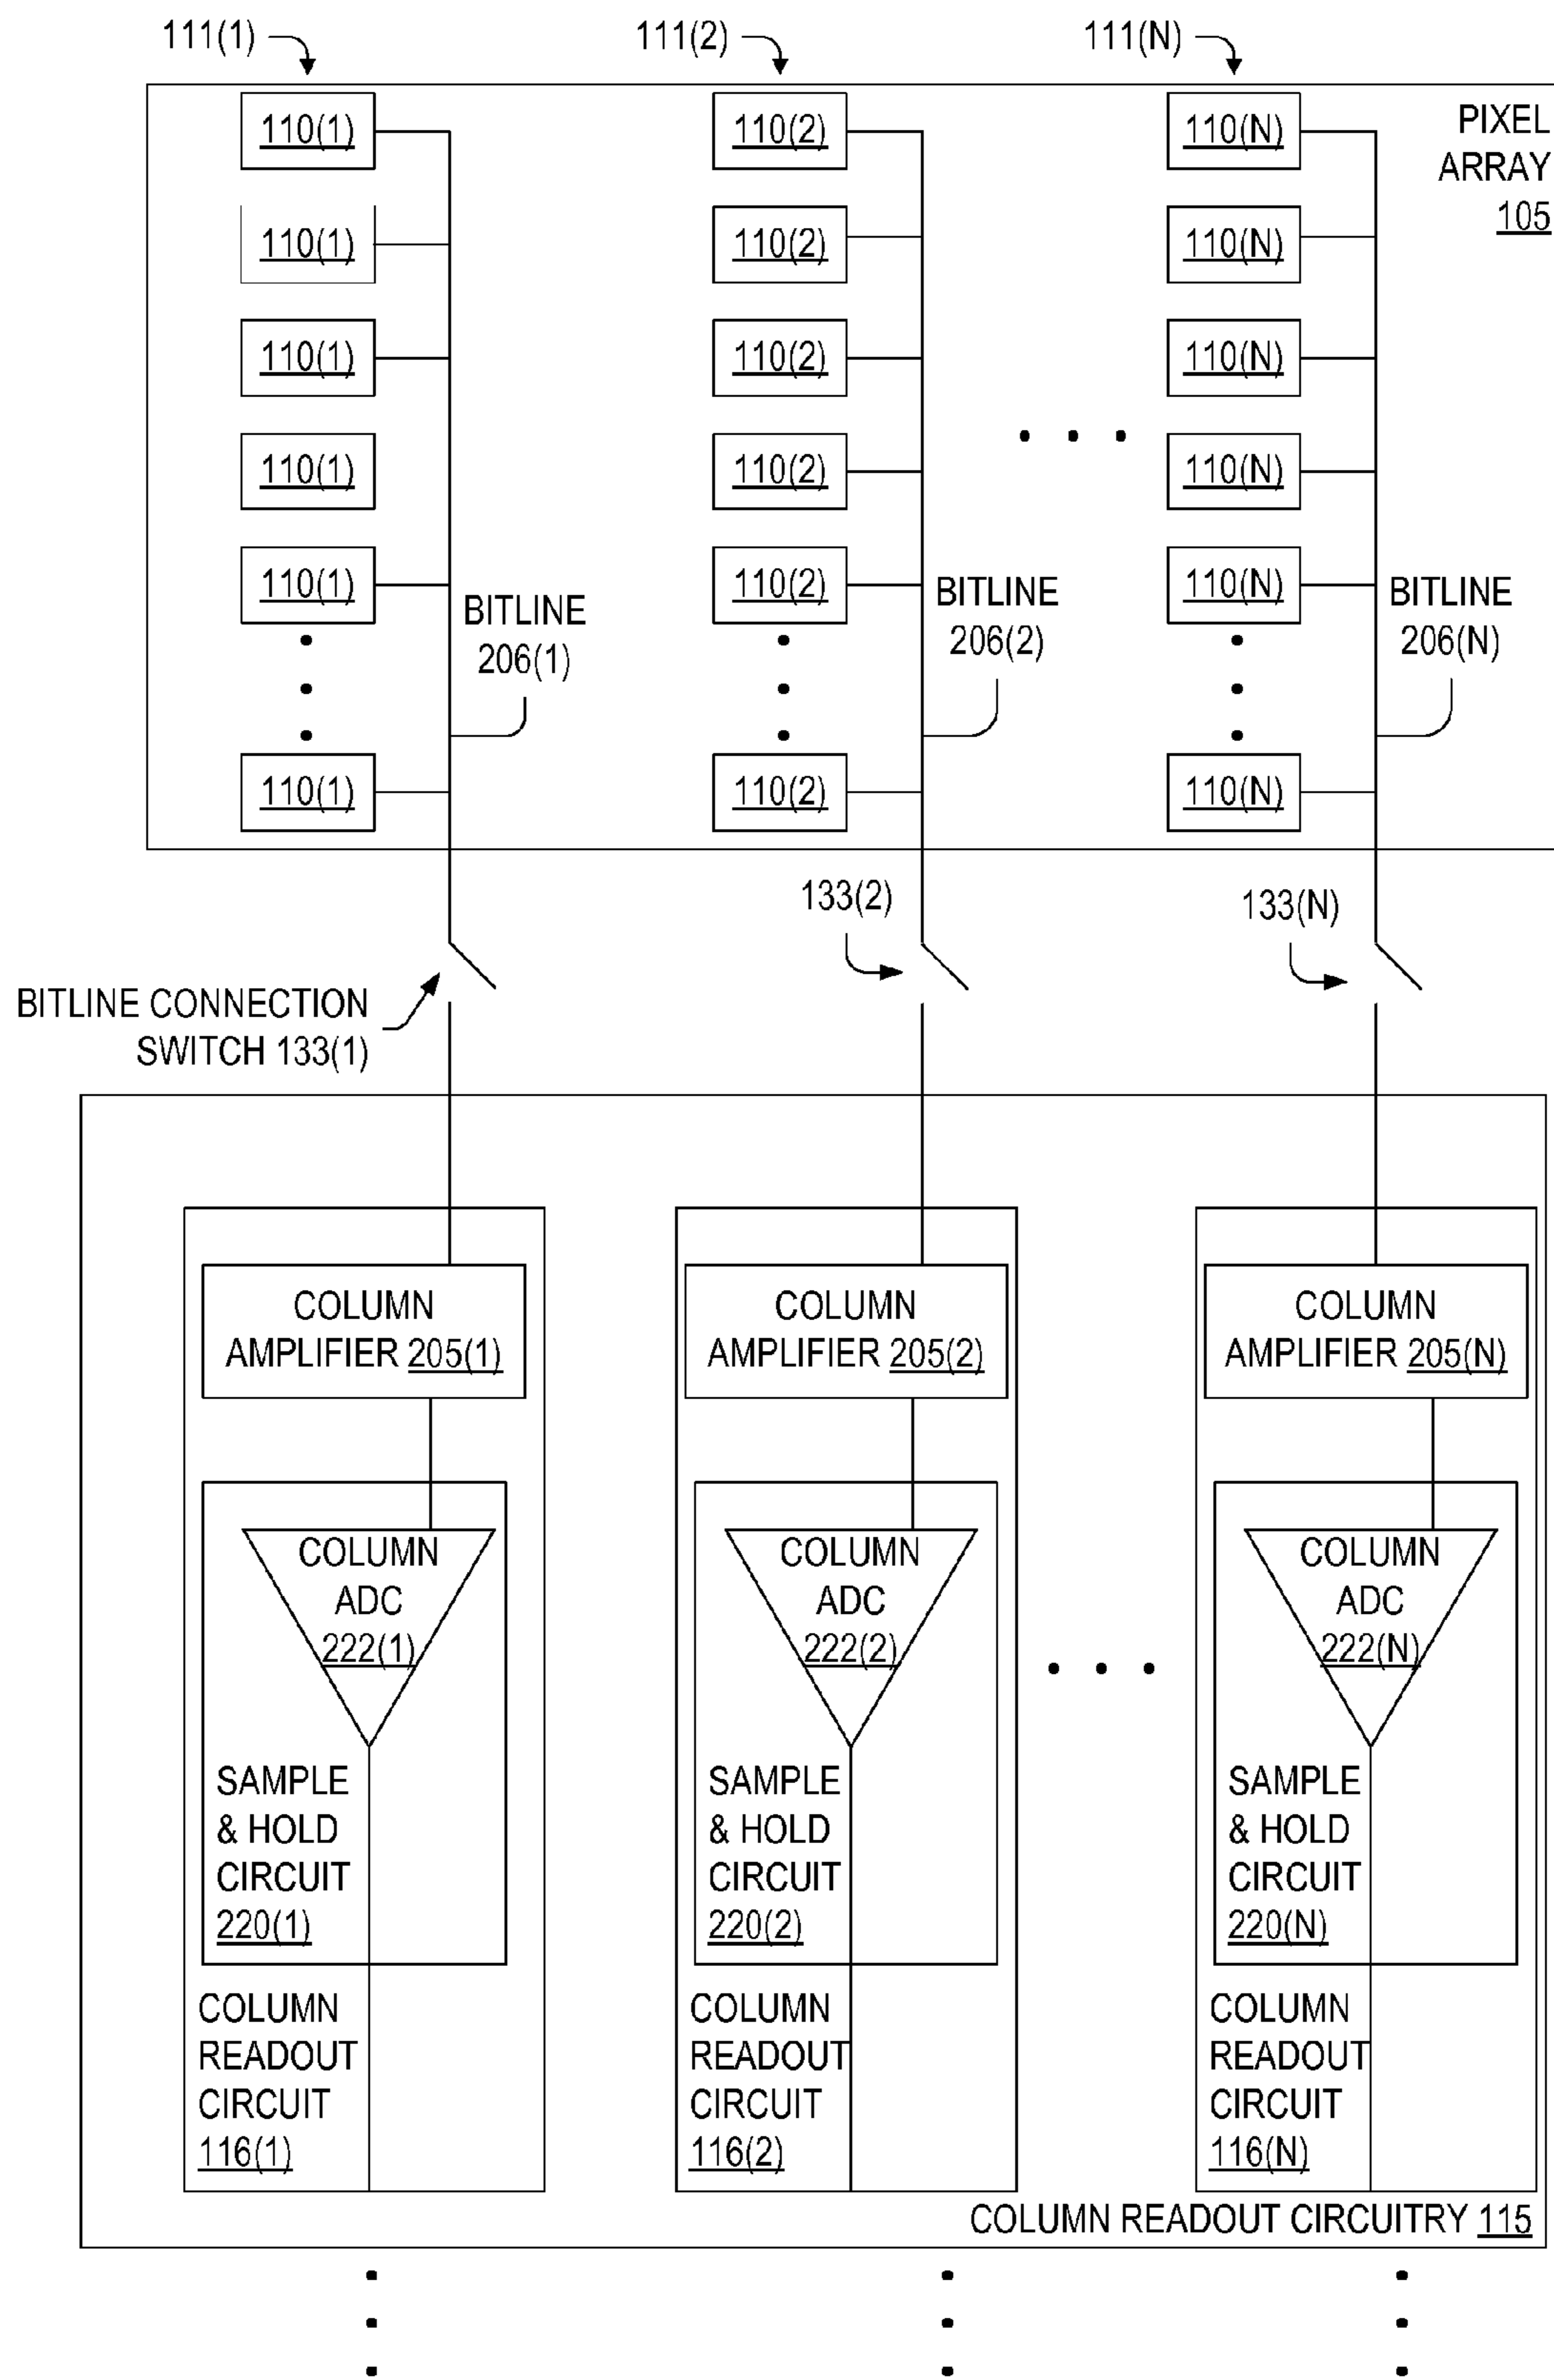 111(1)
111(2)
111(N)
110(1)
110(2)
110(N)
PIXEL
ARRAY
105
110(1)
110(2)
110(N)
110(1)
110(2)
110(N)
110(1)
110(2)
110(N)
110(1)
110(2)
110(N)
BITLINE
206(1)
BITLINE
206(2)
BITLINE
206(N)
110(1)
110(2)
110(N)
133(2)
133(N)
BITLINE CONNECTION
SWITCH 133(1)
COLUMN
AMPLIFIER 205(1)
COLUMN
AMPLIFIER 205(2)
COLUMN
AMPLIFIER 205(N)
COLUMN
ADC
222(1)
COLUMN
ADC
222(2)
COLUMN
ADC
222(N)
SAMPLE
& HOLD
CIRCUIT
220(1)
SAMPLE
& HOLD
CIRCUIT
220(2)
SAMPLE
& HOLD
CIRCUIT
220(N)
COLUMN
READOUT
CIRCUIT
116(1)
COLUMN
READOUT
CIRCUIT
116(2)
COLUMN
READOUT
CIRCUIT
116(N)
COLUMN READOUT CIRCUITRY 115